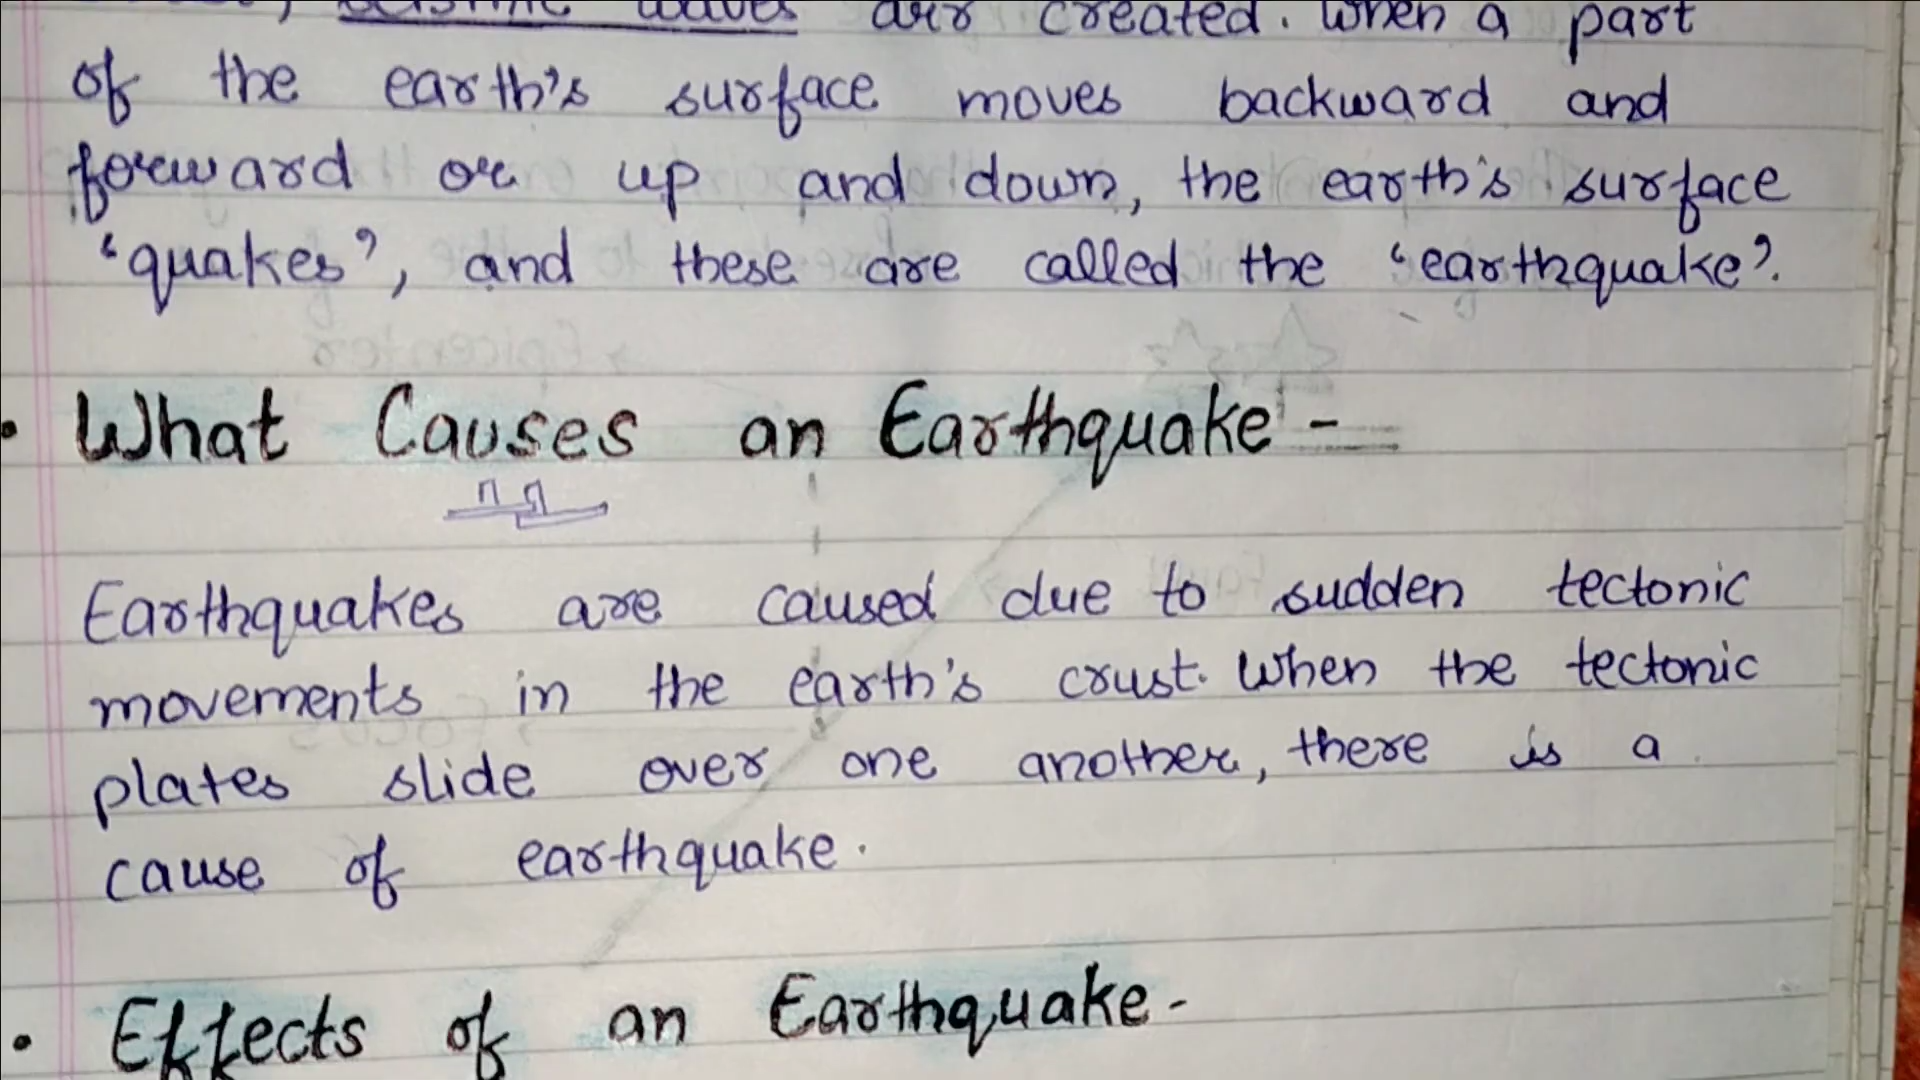 seismic waves are created. When a part
of the earth's surface moves backward and
forward or up and down, the earth's surface
'quakes', and these are called the 'earthquake'.
• What Causes an Earthquake -
Earthquakes are caused due to sudden tectonic
movements in the earth's crust. When the tectonic
plates slide over one another, there is a
cause of earthquake.
• Effects of an Earthquake -